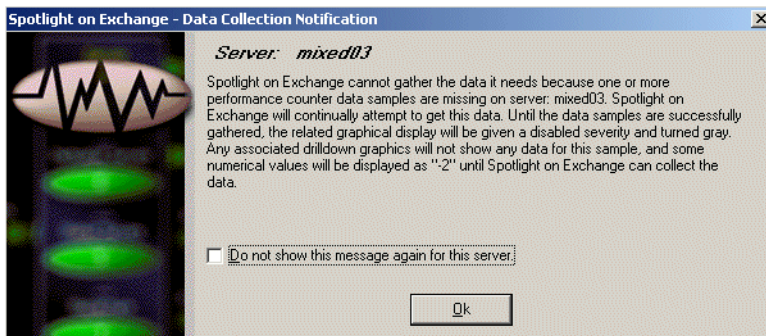 Spotlight on Exchange - Data Collection Notification
Server: mixed03
Spotlight on Exchange cannot gather the data it needs because one or more
performance counter data samples are missing on server: mixed03. Spotlight on
Exchange will continually attempt to get this data. Until the data samples are successfully
gathered, the related graphical display will be given a disabled severity and turned gray.
Any associated drilldown graphics will not show any data for this sample, and some
numerical values will be displayed as "-2" until Spotlight on Exchange can collect the
data.
Do not show this message again for this server.
Ok